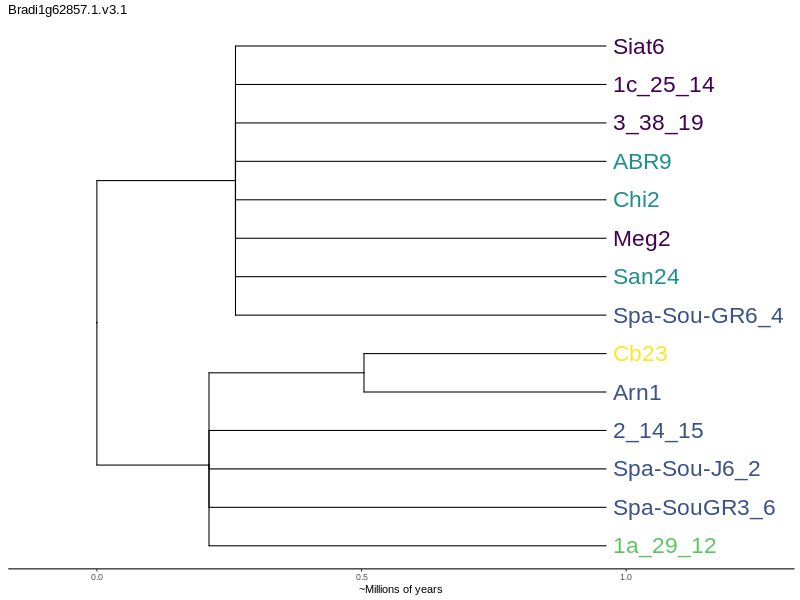 Bradi1g62857.1.v3.1
Siat6
1c_25_14
3_38_19
ABR9
Chi2
Meg2
San24
Spa-Sou-GR6_4
Cb23
Arn1
2_14_15
Spa-Sou-J6_2
Spa-SouGR3_6
1a_29_12
0.0 0.5 1.0
~Millions of years